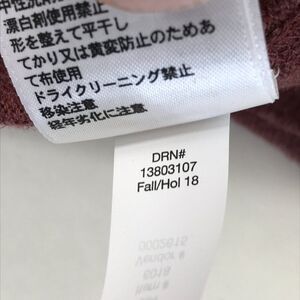 中性洗剤使用
漂白剤使用禁止
形を整えて平干し
てかり又は黄変防止のためあ
て布使用
ドライクリーニング禁止
移染注意
経年劣化に注意
DRN#
13803107
Fall/Hol 18